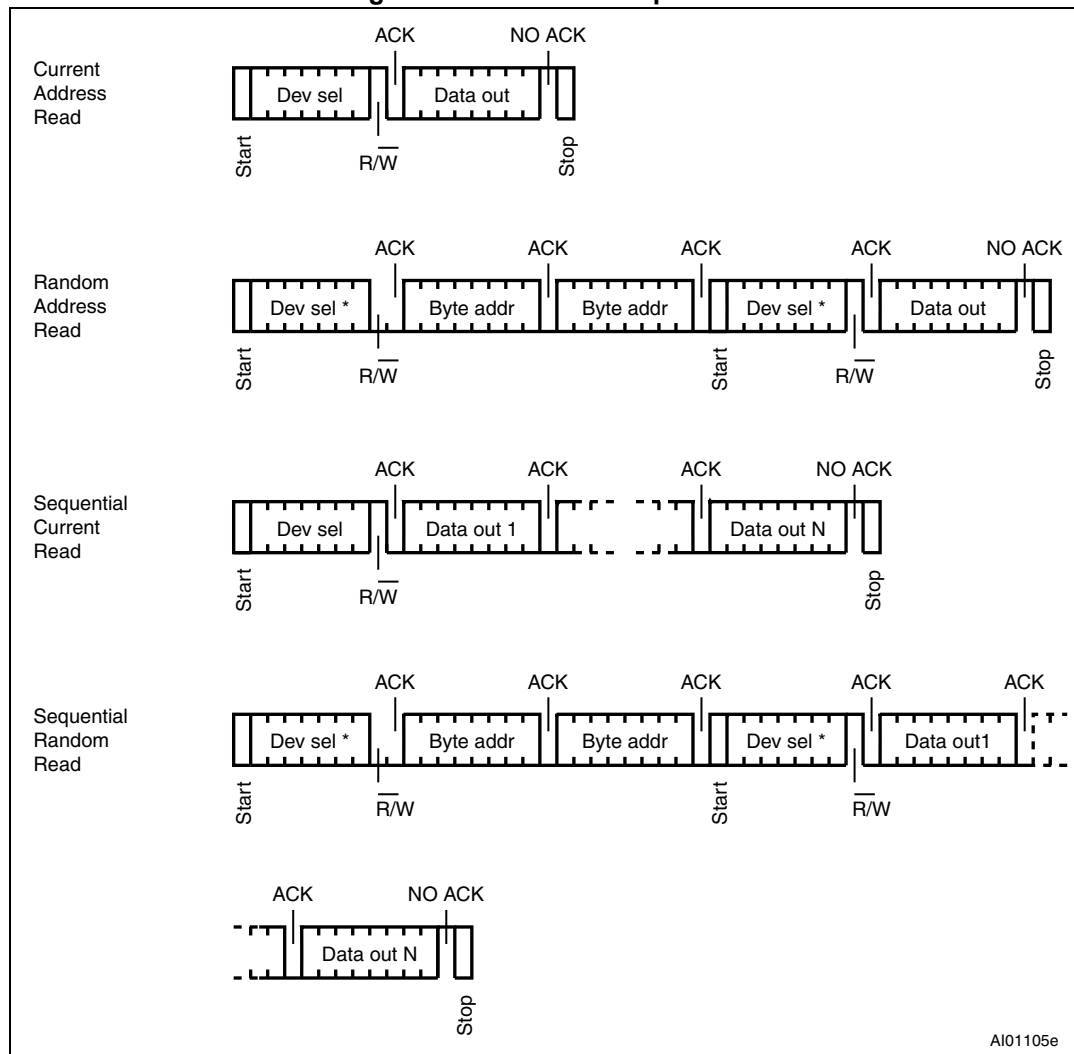 ACK NO ACK
Current
Address
Read
Dev sel Data out
Start R/W̅ Stop
ACK ACK ACK ACK NO ACK
Random
Address
Read
Dev sel * Byte addr Byte addr Dev sel * Data out
Start R/W̅ Start R/W̅ Stop
ACK ACK ACK NO ACK
Sequential
Current
Read
Dev sel Data out 1 Data out N
Start R/W̅ Stop
ACK ACK ACK ACK ACK
Sequential
Random
Read
Dev sel * Byte addr Byte addr Dev sel * Data out1
Start R̅/W Start R̅/W
ACK NO ACK
Data out N
Stop
AI01105e